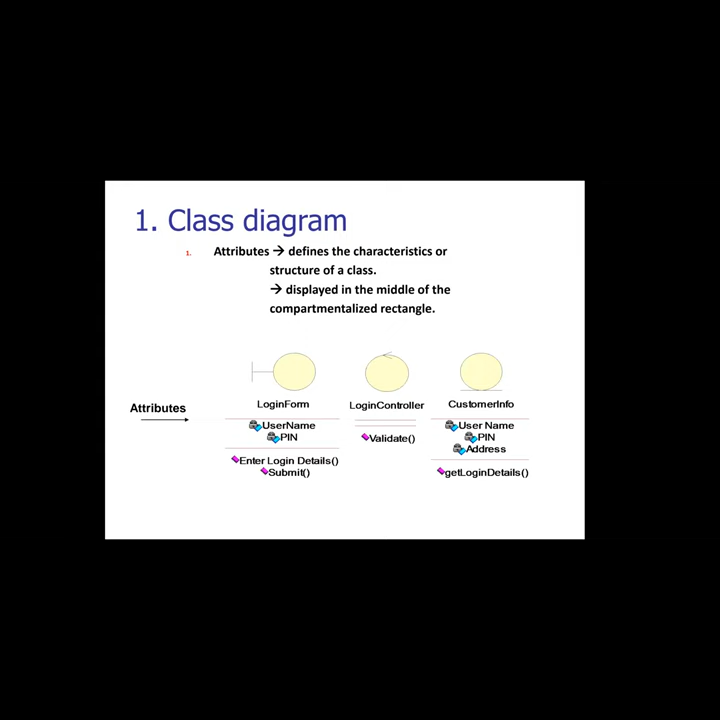 1. Class diagram
1. Attributes → defines the characteristics or
structure of a class.
→ displayed in the middle of the
compartmentalized rectangle.
Attributes
LoginForm
UserName
PIN
Enter Login Details()
Submit()
LoginController
Validate()
CustomerInfo
User Name
PIN
Address
getLoginDetails()